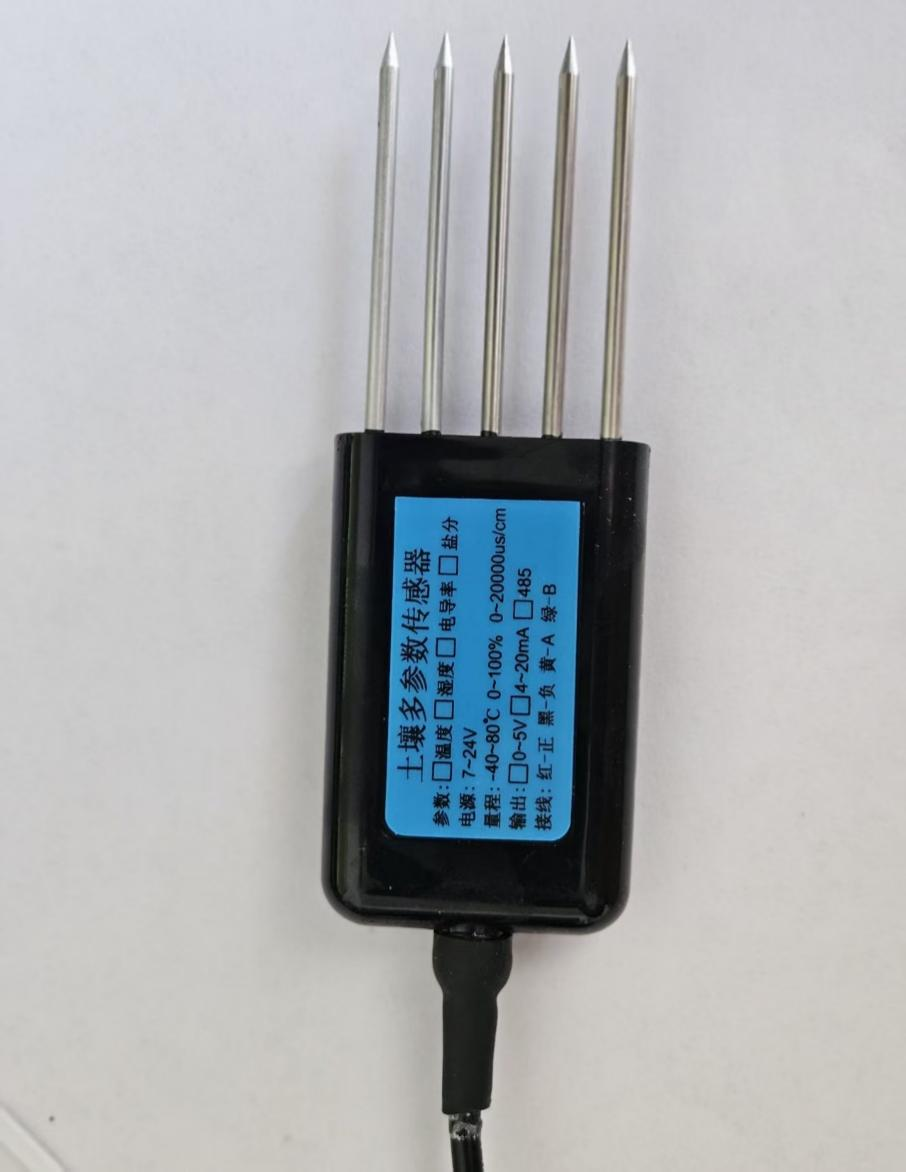 土壤多参数传感器
参数:□温度□湿度□电导率□盐分
电源:7~24V
量程:-40~80℃ 0~100% 0~20000us/cm
输出:□0~5V□4~20mA□485
接线:红-正 黑-负 黄-A 绿-B